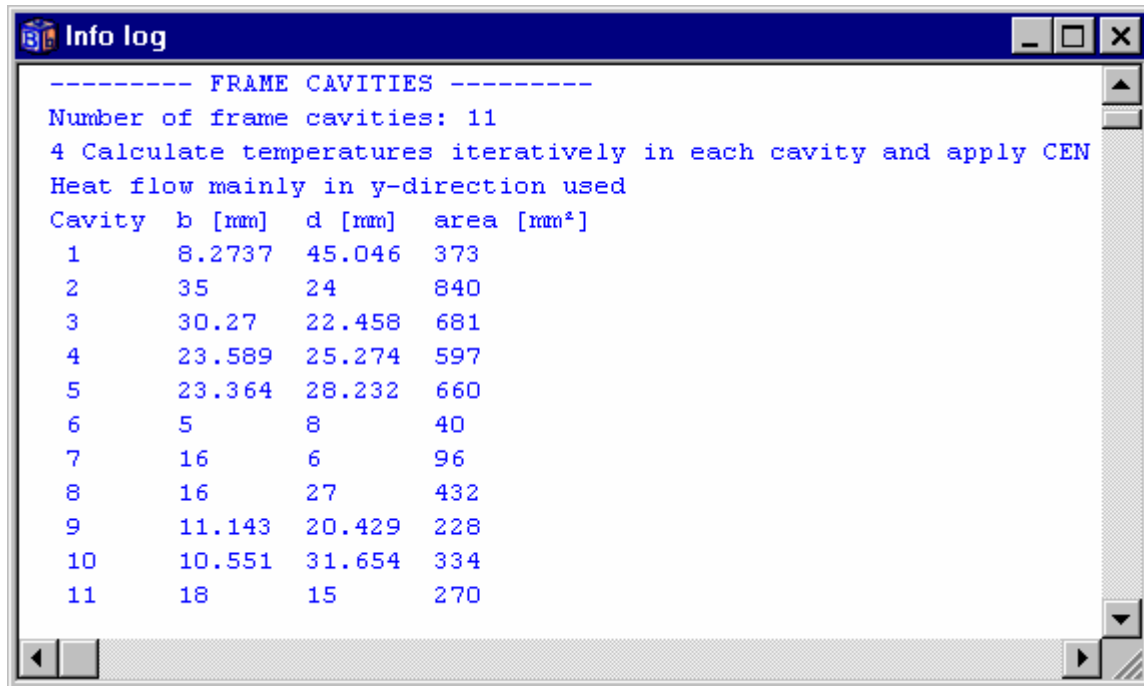 Info log
--------- FRAME CAVITIES ---------
Number of frame cavities: 11
4 Calculate temperatures iteratively in each cavity and apply CEN
Heat flow mainly in y-direction used
Cavity b [mm] d [mm] area [mm²]
1 8.2737 45.046 373
2 35 24 840
3 30.27 22.458 681
4 23.589 25.274 597
5 23.364 28.232 660
6 5 8 40
7 16 6 96
8 16 27 432
9 11.143 20.429 228
10 10.551 31.654 334
11 18 15 270